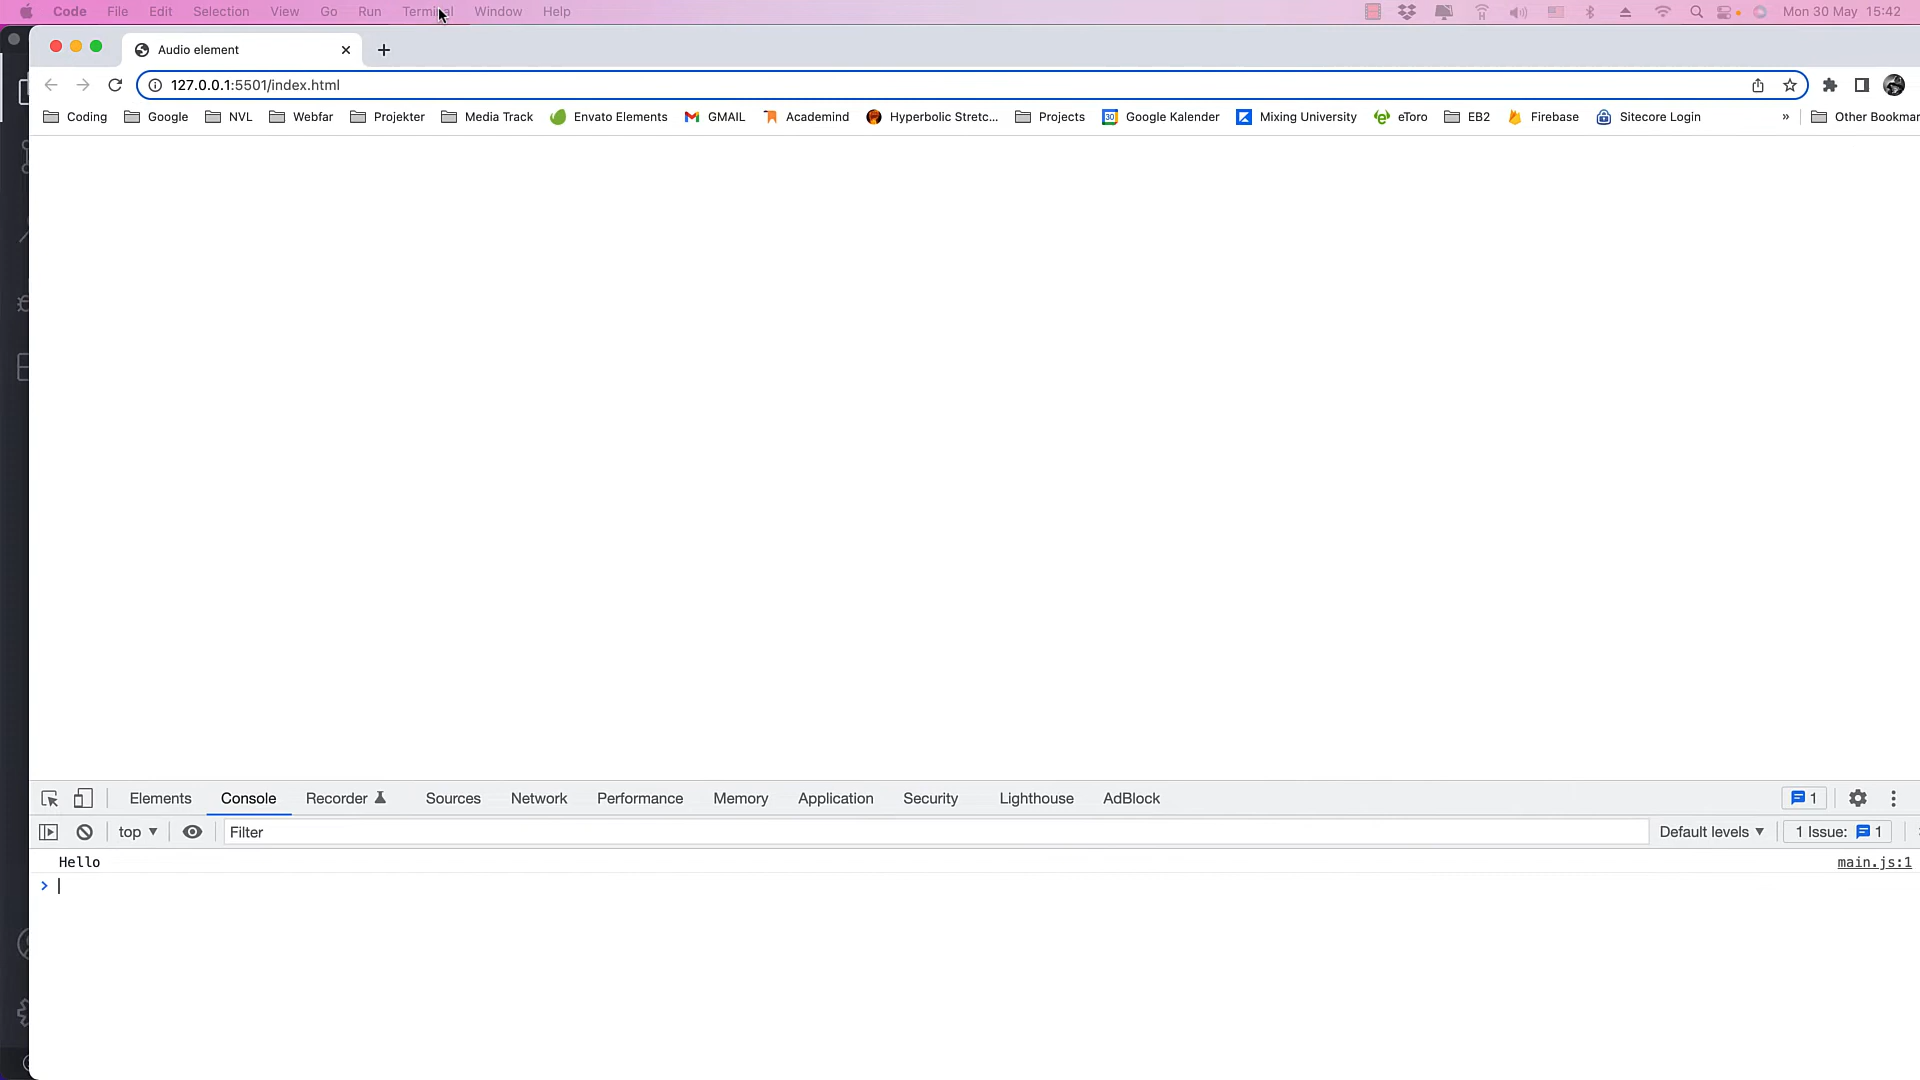 Code File Edit Selection View Go Run Terminal Window Help Mon 30 May 15:42
Audio element
127.0.0.1:5501/index.html
Coding Google NVL Webfar Projekter Media Track Envato Elements GMAIL Academind Hyperbolic Stretc... Projects 30 Google Kalender Mixing University eToro EB2 Firebase Sitecore Login » Other Bookmar
Elements Console Recorder Sources Network Performance Memory Application Security Lighthouse AdBlock 1
top Filter Default levels 1 Issue: 1
Hello main.js:1